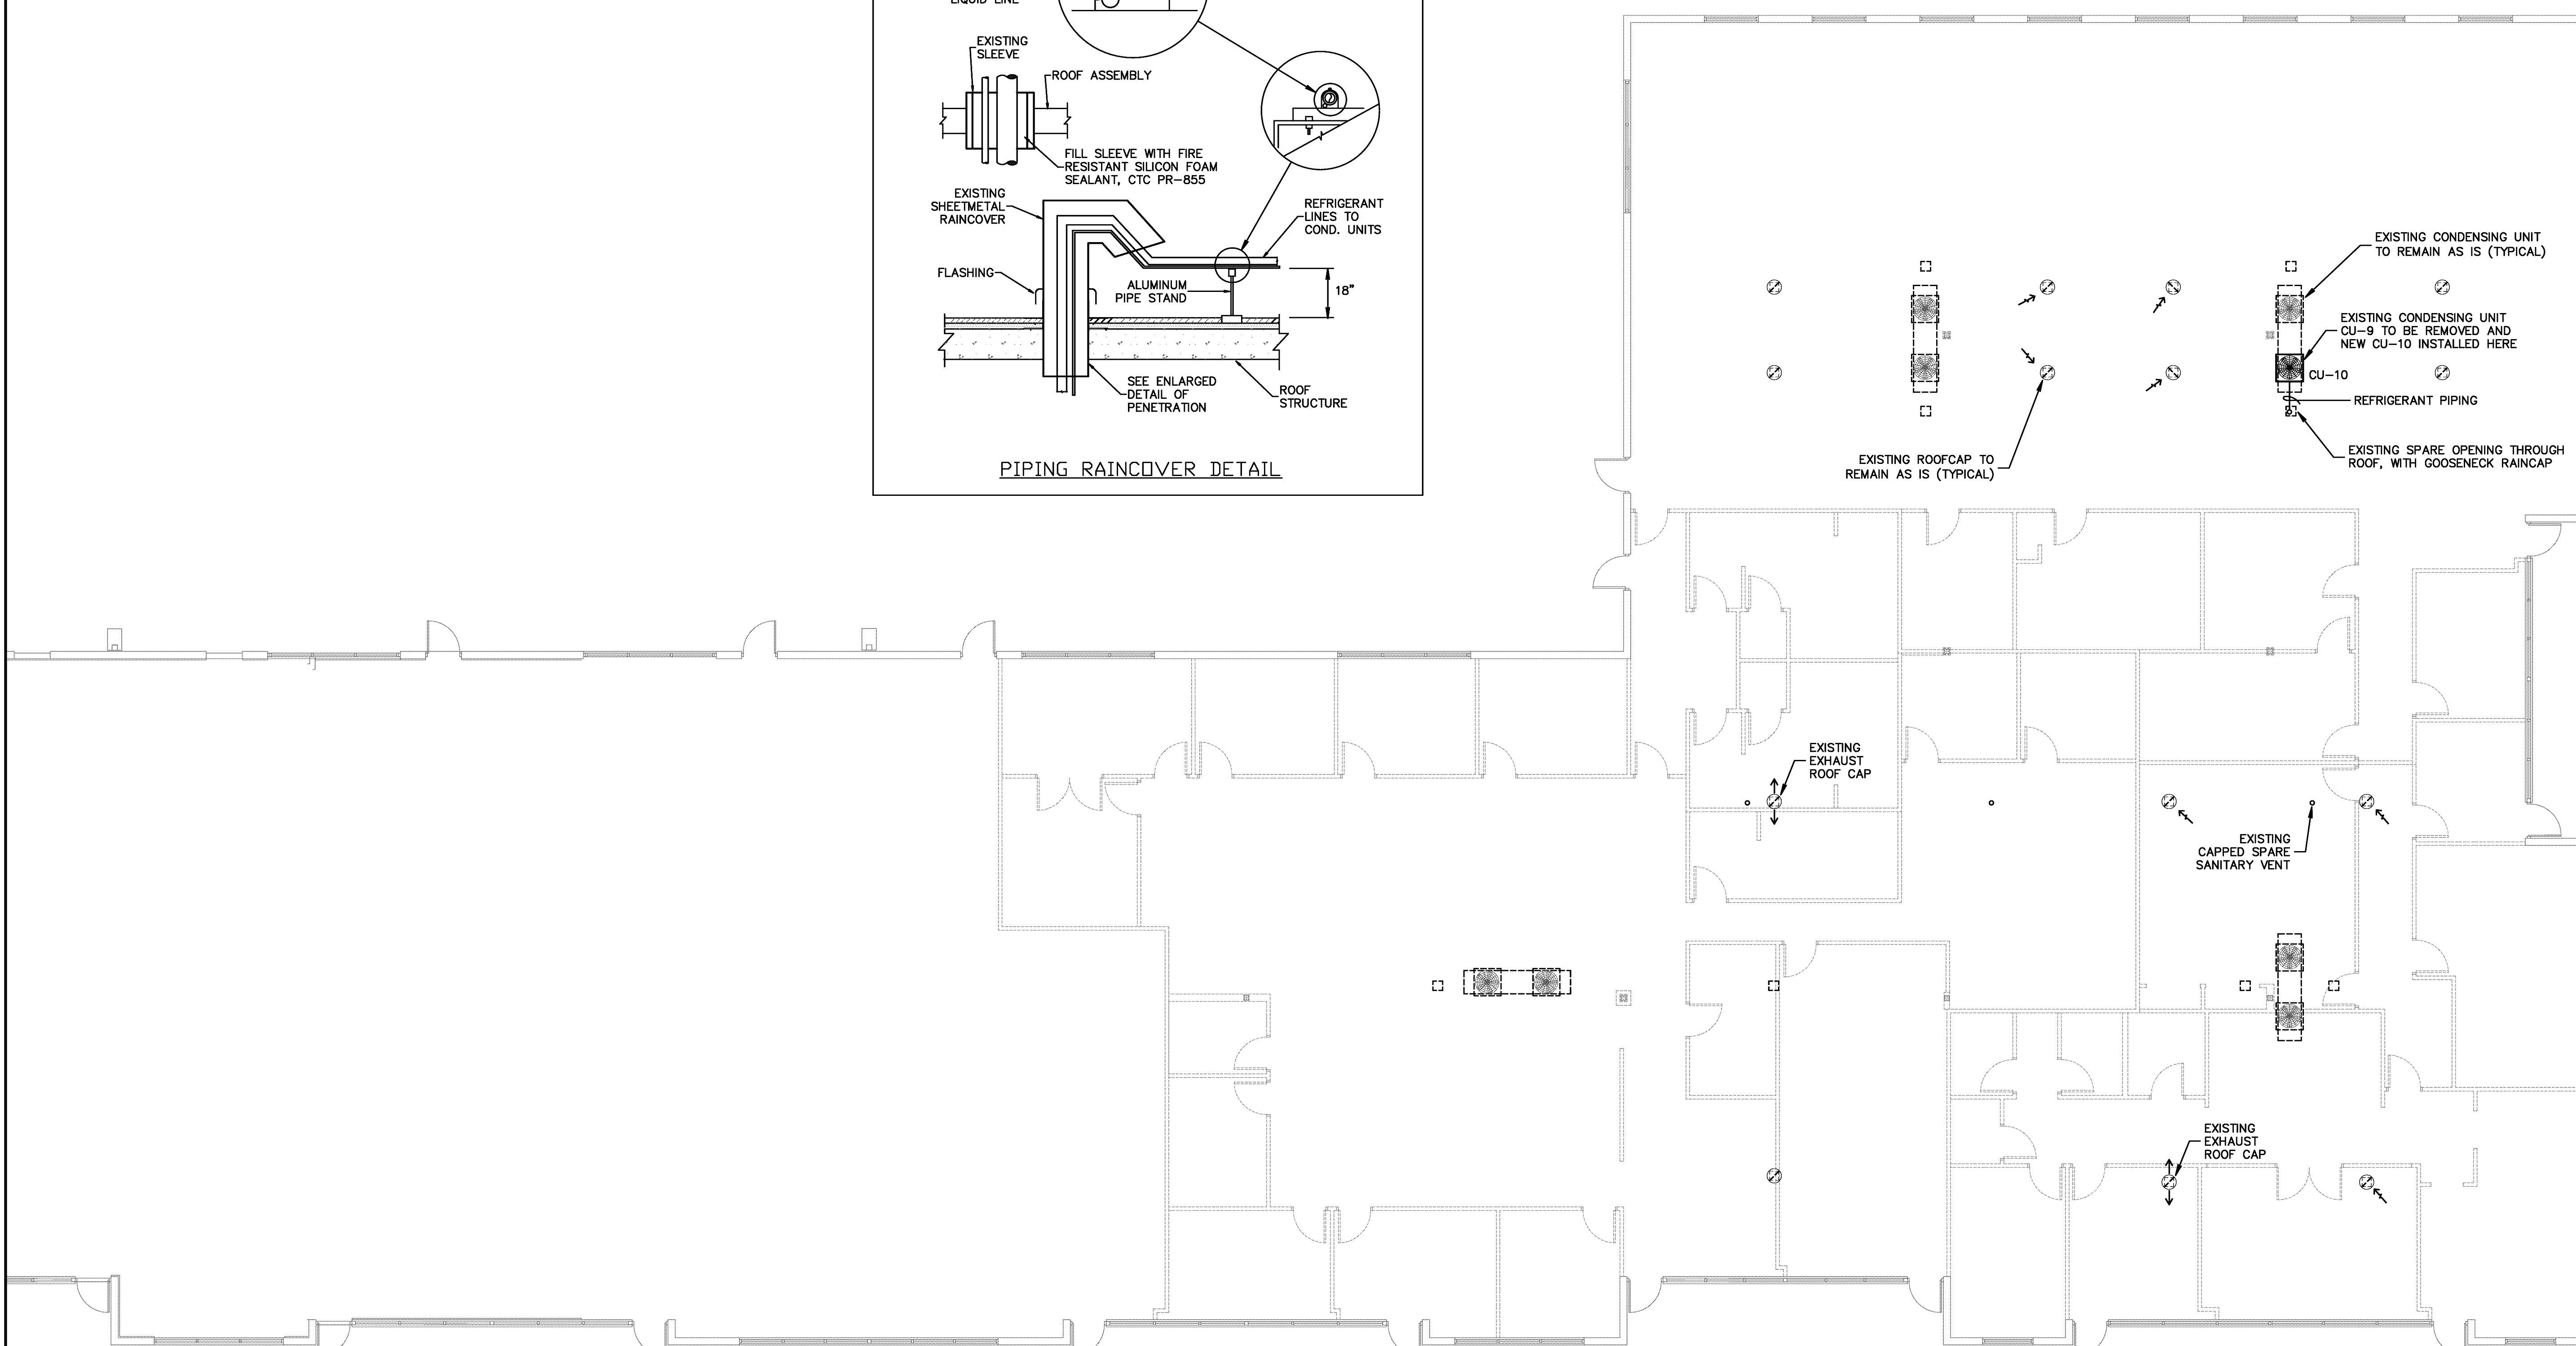 LIQUID LINE
EXISTING
SLEEVE
ROOF ASSEMBLY
FILL SLEEVE WITH FIRE
RESISTANT SILICON FOAM
SEALANT, CTC PR-855
EXISTING
SHEETMETAL
RAINCOVER
REFRIGERANT
LINES TO
COND. UNITS
FLASHING
ALUMINUM
PIPE STAND
18"
SEE ENLARGED
DETAIL OF
PENETRATION
ROOF
STRUCTURE
PIPING RAINCOVER DETAIL
EXISTING CONDENSING UNIT
TO REMAIN AS IS (TYPICAL)
EXISTING CONDENSING UNIT
CU-9 TO BE REMOVED AND
NEW CU-10 INSTALLED HERE
CU-10
REFRIGERANT PIPING
EXISTING SPARE OPENING THROUGH
ROOF, WITH GOOSENECK RAINCAP
EXISTING ROOFCAP TO
REMAIN AS IS (TYPICAL)
EXISTING
EXHAUST
ROOF CAP
EXISTING
CAPPED SPARE
SANITARY VENT
EXISTING
EXHAUST
ROOF CAP